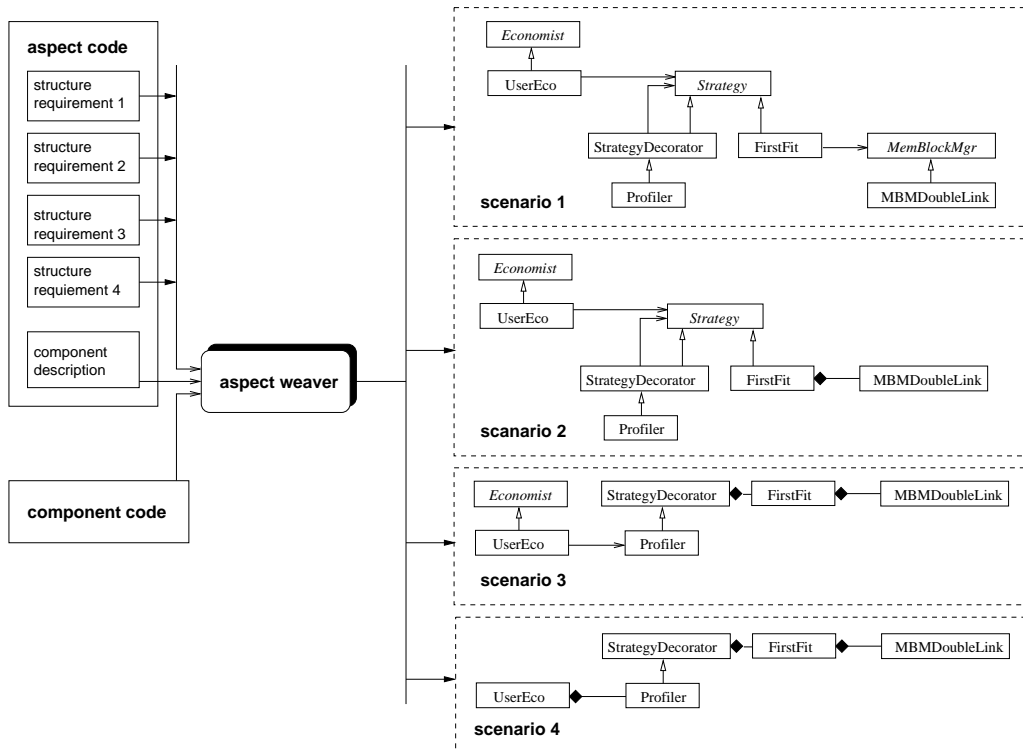 aspect code
structure
requirement 1
structure
requirement 2
structure
requirement 3
structure
requiement 4
component
description
aspect weaver
component code
Economist
UserEco
Strategy
StrategyDecorator
FirstFit
MemBlockMgr
Profiler
MBMDoubleLink
scenario 1
Economist
UserEco
Strategy
StrategyDecorator
FirstFit
MBMDoubleLink
Profiler
scanario 2
Economist
StrategyDecorator
FirstFit
MBMDoubleLink
UserEco
Profiler
scenario 3
StrategyDecorator
FirstFit
MBMDoubleLink
UserEco
Profiler
scenario 4